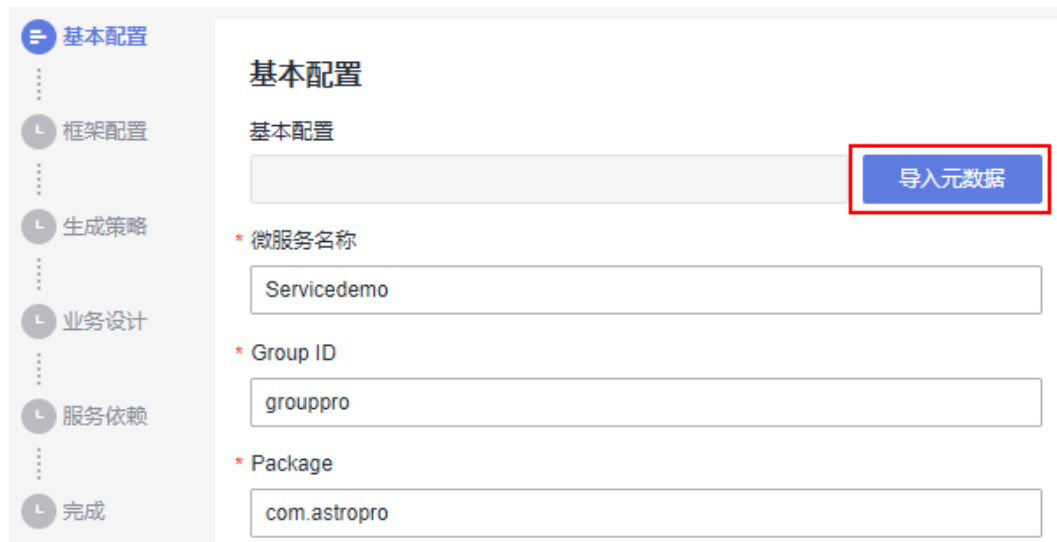 基本配置
框架配置
生成策略
业务设计
服务依赖
完成
基本配置
基本配置
导入元数据
* 微服务名称
Servicedemo
* Group ID
grouppro
* Package
com.astropro